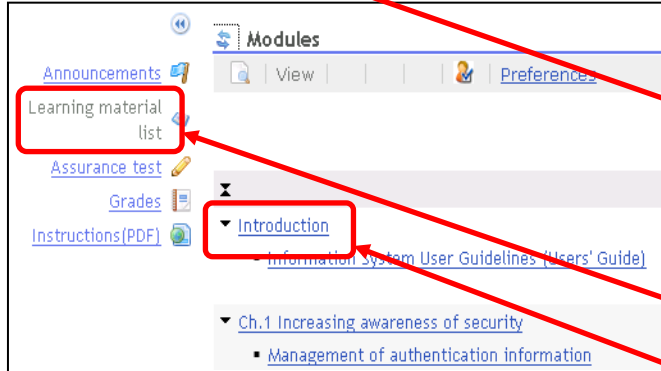 Modules
Announcements
View
Preferences
Learning material
list
Assurance test
Grades
Introduction
Instructions(PDF)
Information System User Guidelines (Users' Guide)
Ch.1 Increasing awareness of security
Management of authentication information